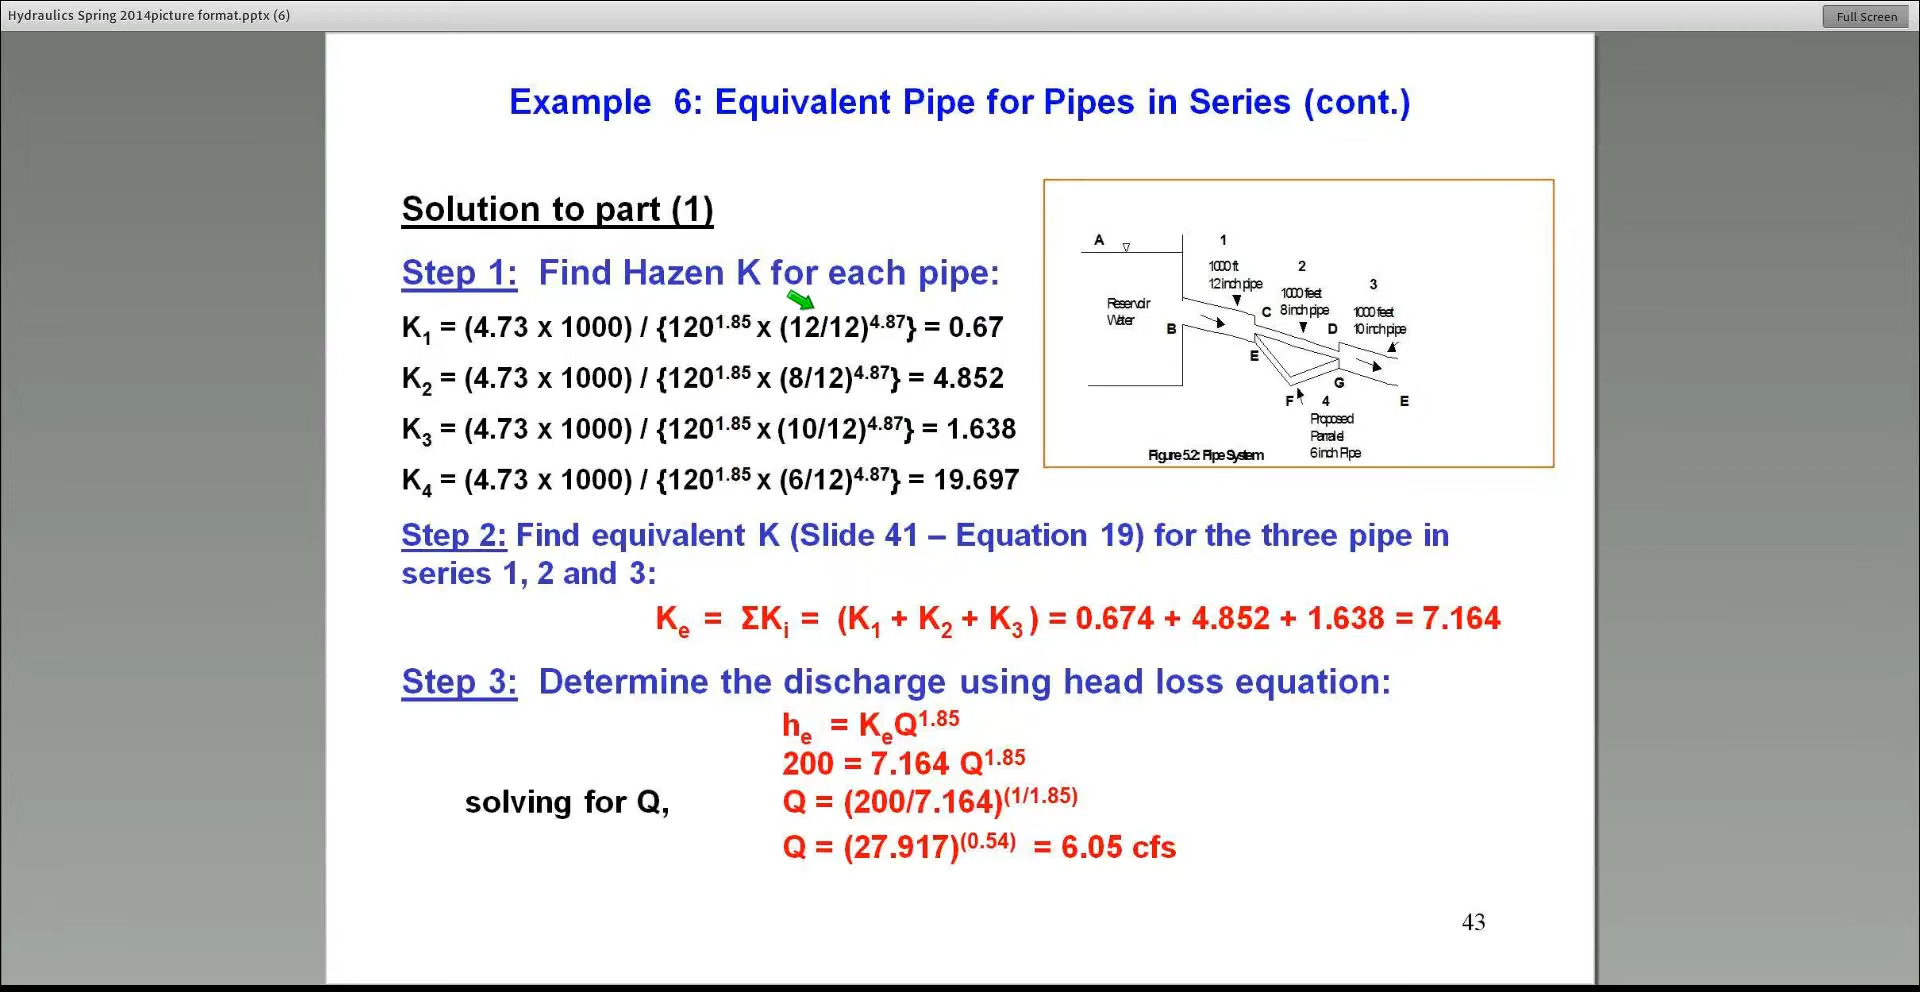 Hydraulics Spring 2014picture format.pptx (6)
Full Screen
Example 6: Equivalent Pipe for Pipes in Series (cont.)
Solution to part (1)
Step 1: Find Hazen K for each pipe:
K1 = (4.73 x 1000) / {120^1.85 x (12/12)^4.87} = 0.67
K2 = (4.73 x 1000) / {120^1.85 x (8/12)^4.87} = 4.852
K3 = (4.73 x 1000) / {120^1.85 x (10/12)^4.87} = 1.638
K4 = (4.73 x 1000) / {120^1.85 x (6/12)^4.87} = 19.697
A
1
1000 ft
12 inch pipe
2
1000 feet
8 inch pipe
3
1000 feet
10 inch pipe
Reservoir
Water
B
C
D
E
F
G
E
4
Proposed
Parralel
6 inch Pipe
Figure 5.2: Pipe System
Step 2: Find equivalent K (Slide 41 – Equation 19) for the three pipe in
series 1, 2 and 3:
Ke = ΣKi = (K1 + K2 + K3 ) = 0.674 + 4.852 + 1.638 = 7.164
Step 3: Determine the discharge using head loss equation:
he = KeQ^1.85
200 = 7.164 Q^1.85
solving for Q, Q = (200/7.164)^(1/1.85)
Q = (27.917)^(0.54) = 6.05 cfs
43